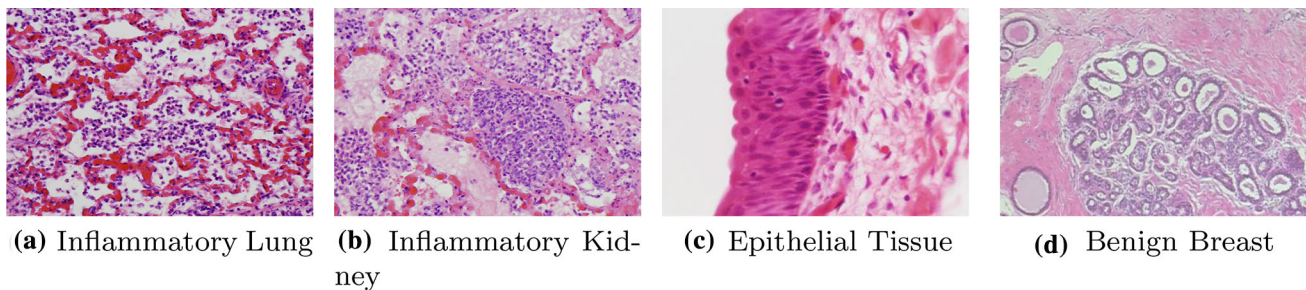 (a) Inflammatory Lung
(b) Inflammatory Kid-
ney
(c) Epithelial Tissue
(d) Benign Breast